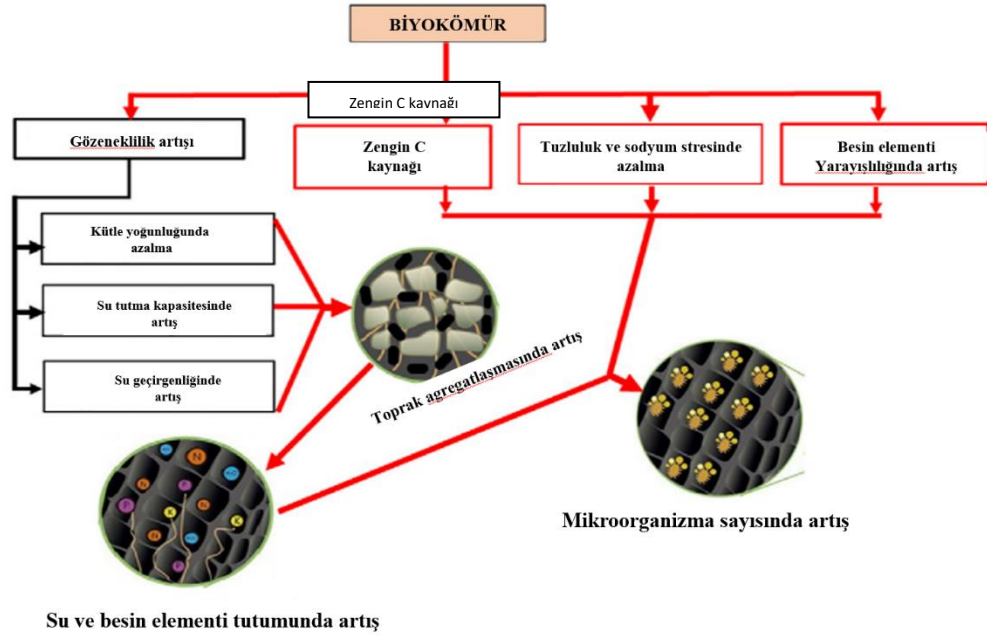 BİYOKÖMÜR
Zengin C kaynağı
Gözeneklilik artışı
Zengin C
kaynağı
Tuzluluk ve sodyum stresinde
azalma
Besin elementi
Yarayışlılığında artış
Kütle yoğunluğunda
azalma
Su tutma kapasitesinde
artış
Su geçirgenliğinde
artış
Toprak agregatlaşmasında artış
N
P
N
N
P
K
K
N
P
Mikroorganizma sayısında artış
Su ve besin elementi tutumunda artış